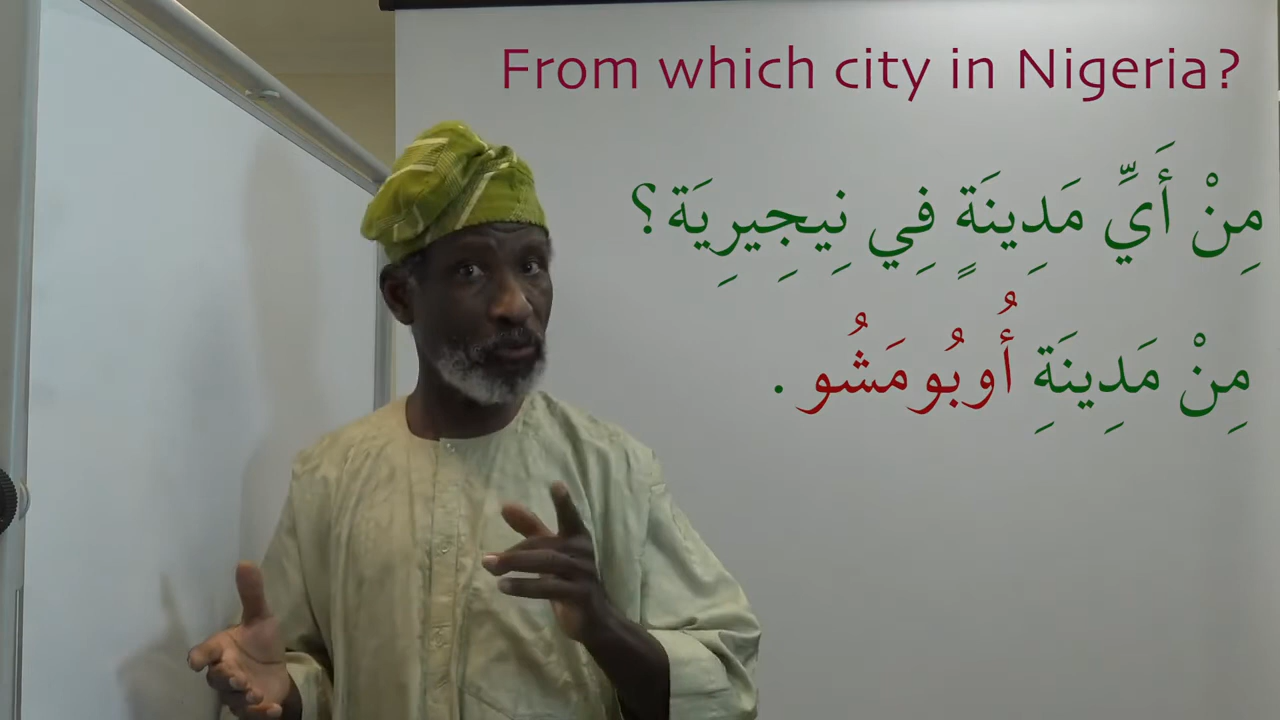 From which city in Nigeria?
مِنْ أَيِّ مَدِينَةٍ فِي نِيجِيرِيَة؟
مِنْ مَدِينَةِ أُوبُومَشُو .